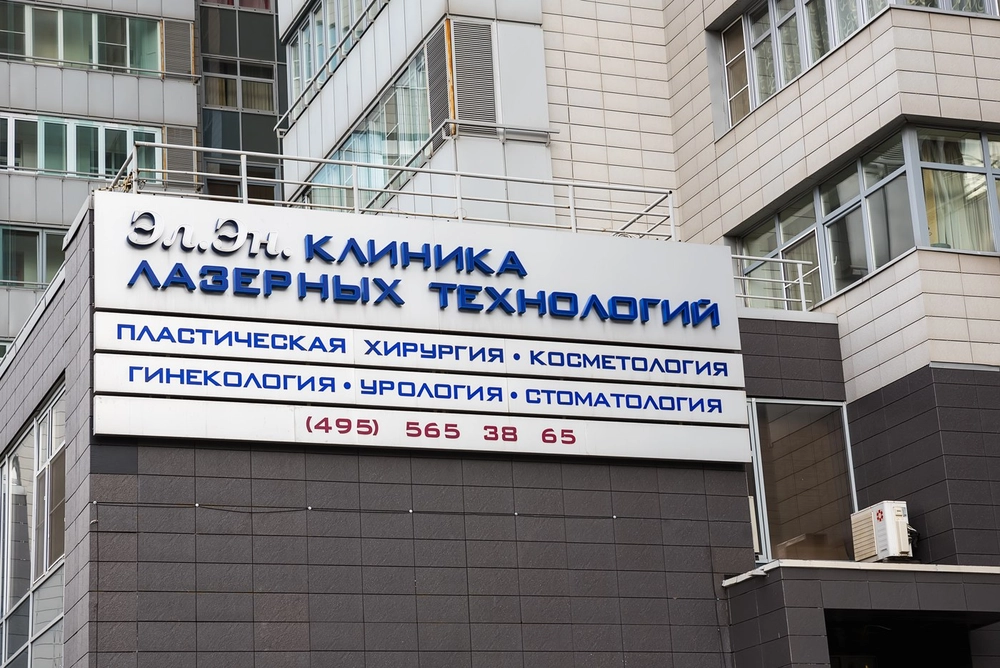 Эл.Эн. КЛИНИКА
ЛАЗЕРНЫХ ТЕХНОЛОГИЙ
ПЛАСТИЧЕСКАЯ ХИРУРГИЯ • КОСМЕТОЛОГИЯ
ГИНЕКОЛОГИЯ • УРОЛОГИЯ • СТОМАТОЛОГИЯ
(495) 565 38 65